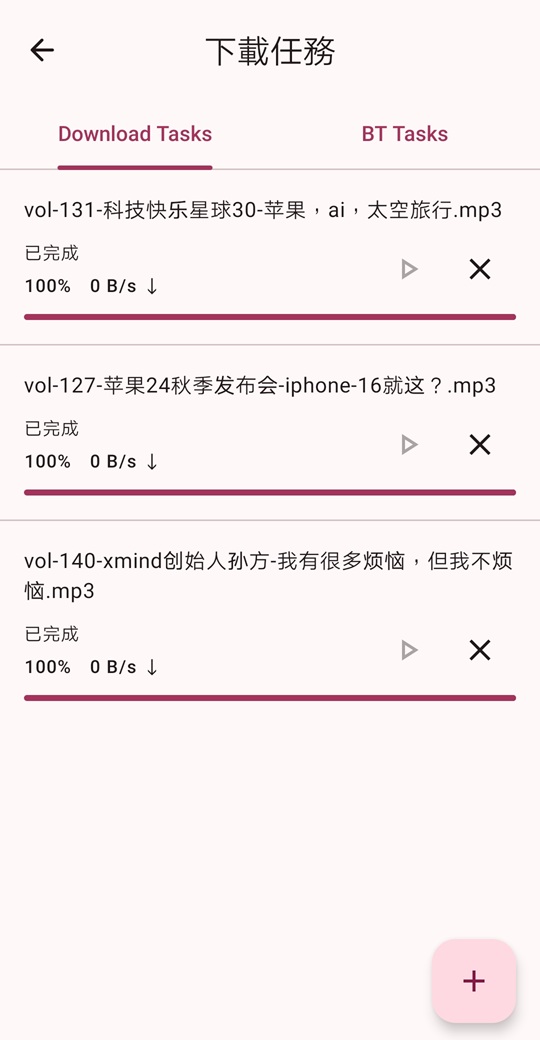 下載任務
Download Tasks
BT Tasks
vol-131-科技快乐星球30-苹果，ai，太空旅行.mp3
已完成
100% 0 B/s ↓
vol-127-苹果24秋季发布会-iphone-16就这？.mp3
已完成
100% 0 B/s ↓
vol-140-xmind创始人孙方-我有很多烦恼，但我不烦
恼.mp3
已完成
100% 0 B/s ↓